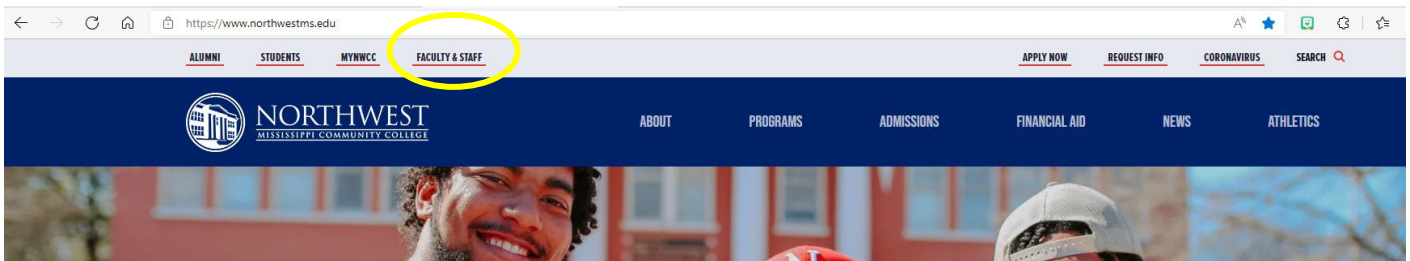 https://www.northwestms.edu
ALUMNI STUDENTS MYNWCC FACULTY & STAFF APPLY NOW REQUEST INFO CORONAVIRUS SEARCH
NORTHWEST
MISSISSIPPI COMMUNITY COLLEGE
ABOUT PROGRAMS ADMISSIONS FINANCIAL AID NEWS ATHLETICS
N